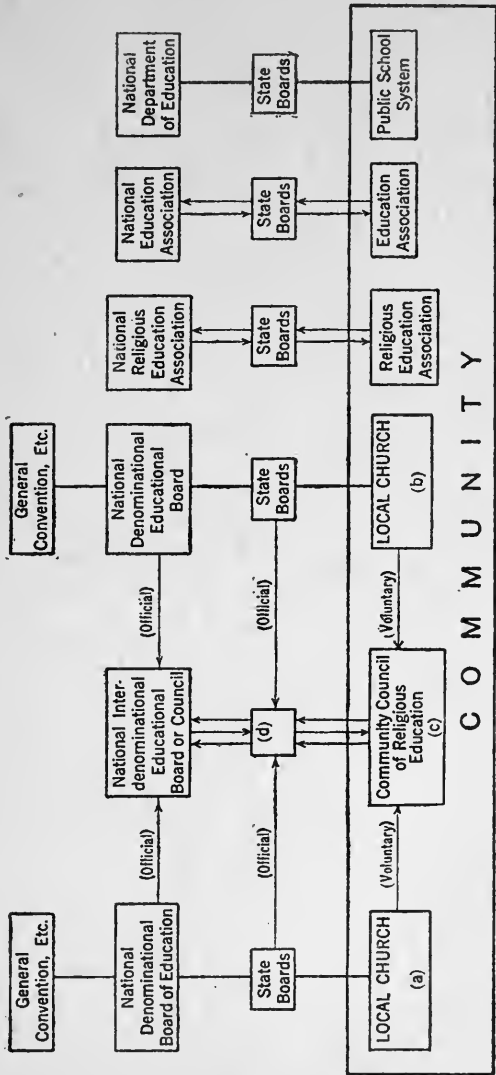 General
Convention, Etc.
National
Denominational
Board of Education
State
Boards
LOCAL CHURCH
(a)
(Official)
(Official)
(Voluntary)
National Inter-
denominational
Educational
Board or Council
(d)
Community Council
of Religious
Education
(c)
(Official)
(Official)
(Voluntary)
General
Convention, Etc.
National
Denominational
Educational
Board
State
Boards
LOCAL CHURCH
(b)
National
Religious
Education
Association
State
Boards
Religious
Education
Association
National
Education
Association
State
Boards
Education
Association
National
Department
of Education
State
Boards
Public School
System
COMMUNITY